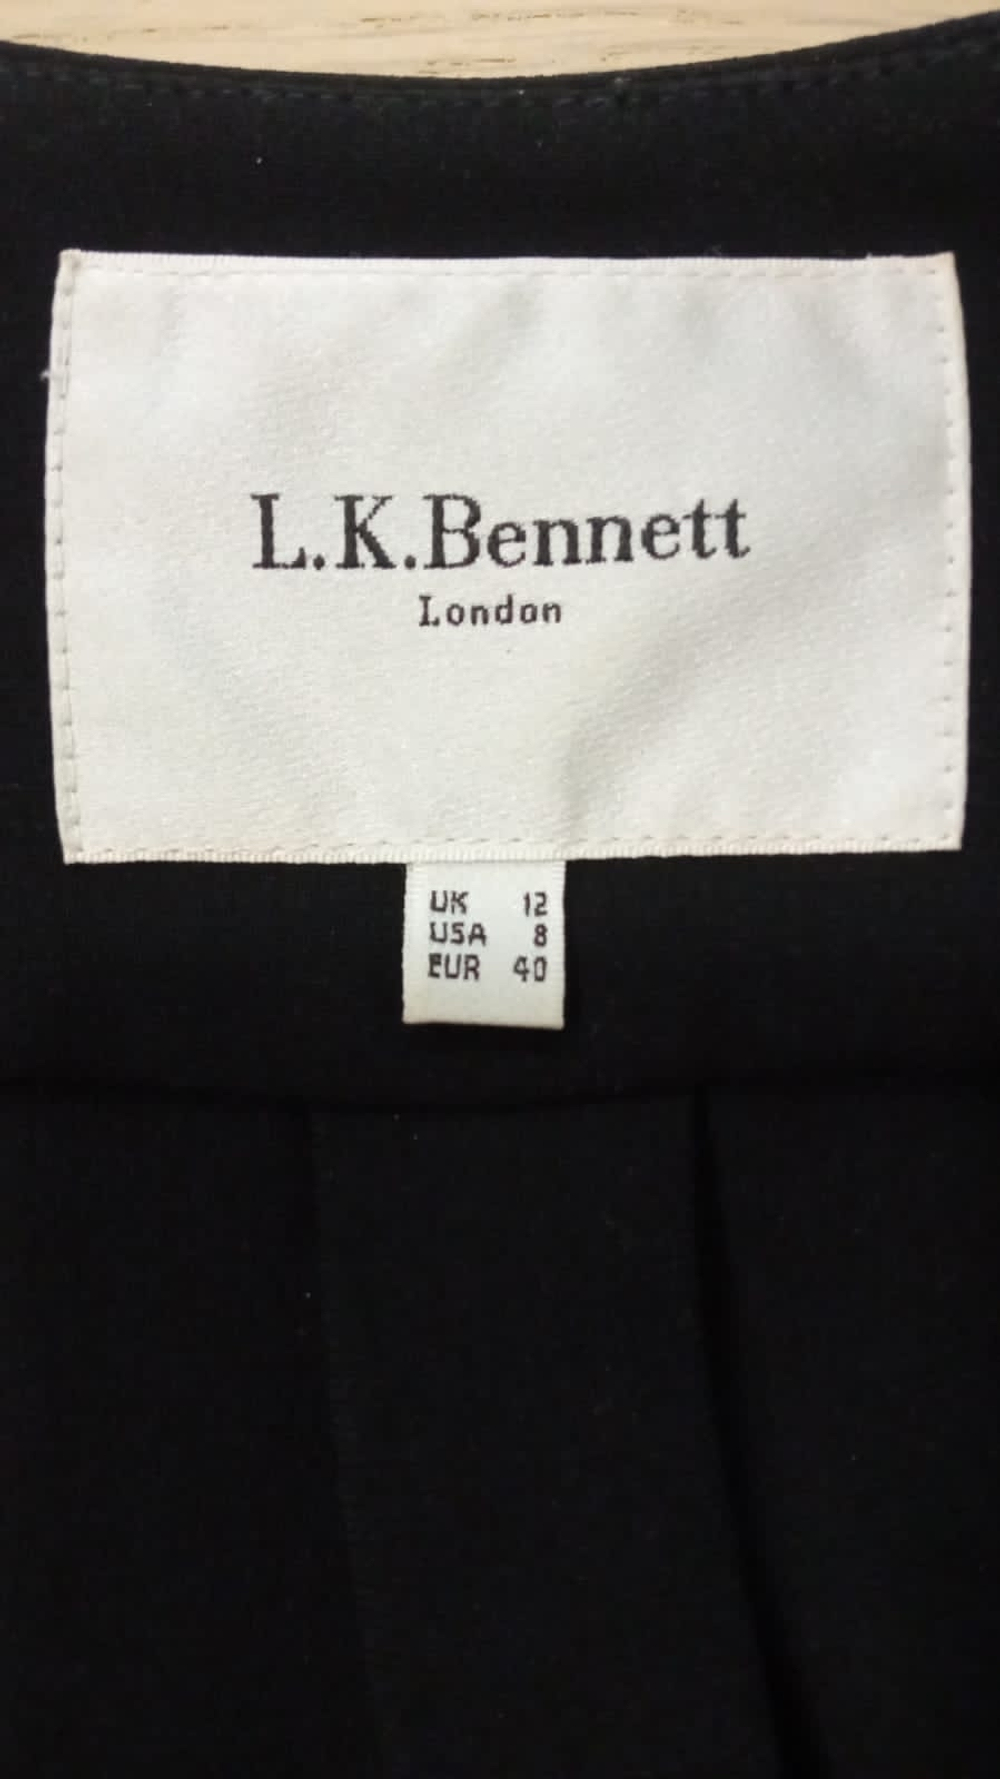 L.K.Bennett
London
UK 12
USA 8
EUR 40